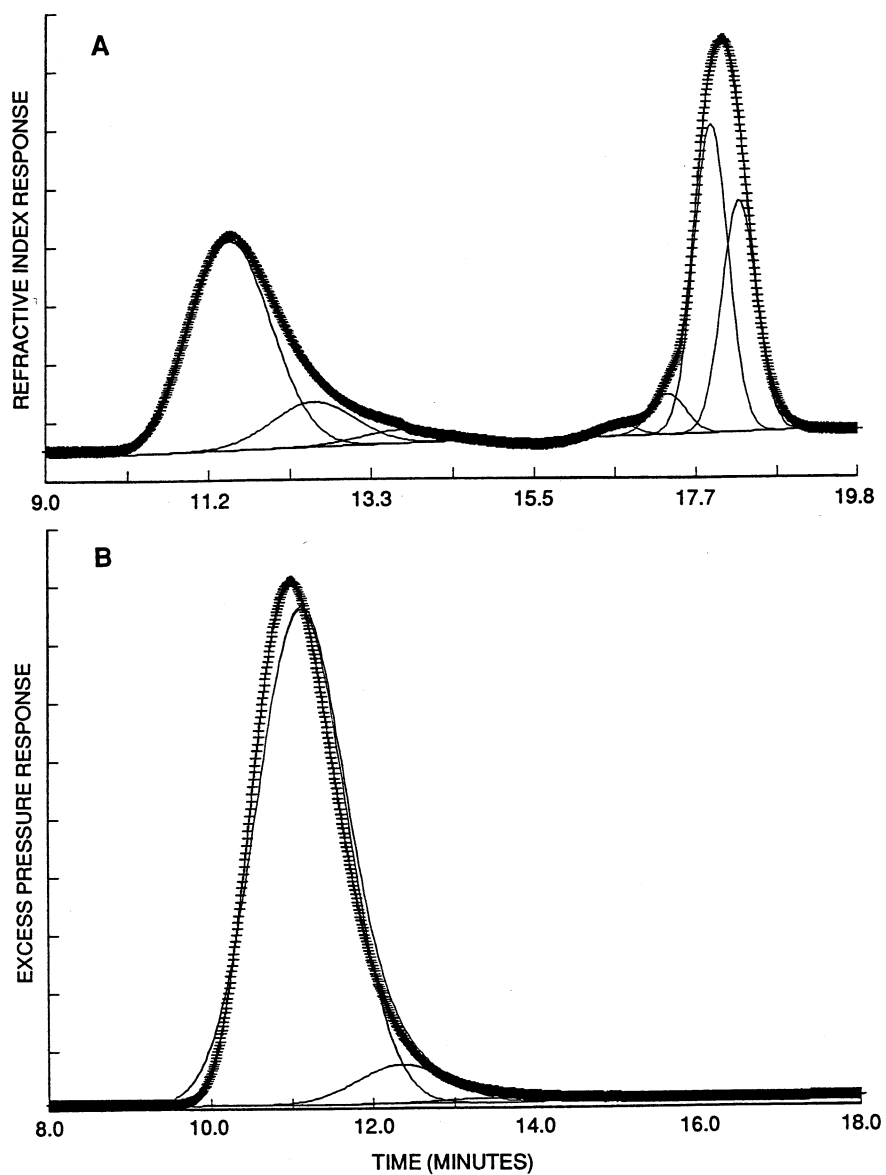 A
REFRACTIVE INDEX RESPONSE
9.0 11.2 13.3 15.5 17.7 19.8
B
EXCESS PRESSURE RESPONSE
8.0 10.0 12.0 14.0 16.0 18.0
TIME (MINUTES)